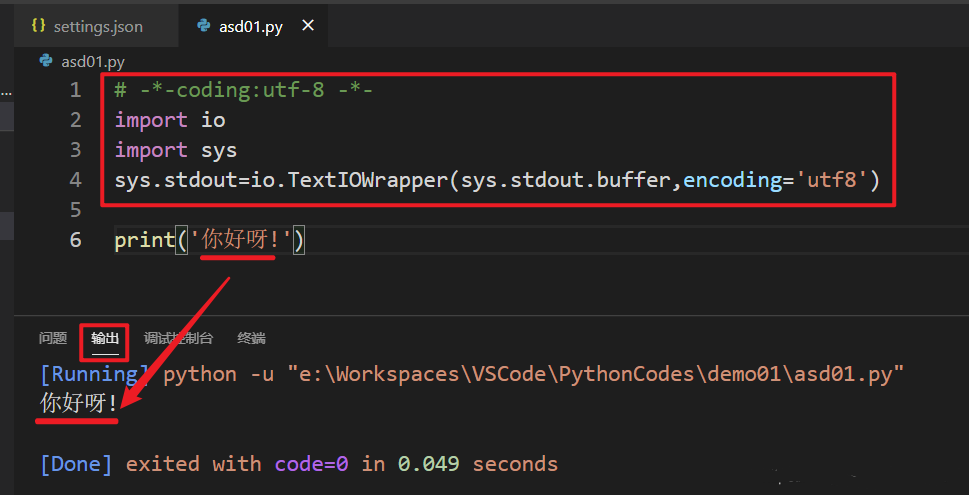 settings.json asd01.py ×
asd01.py
...
1 # -*-coding:utf-8 -*-
2 import io
3 import sys
4 sys.stdout=io.TextIOWrapper(sys.stdout.buffer,encoding='utf8')
5
6 print('你好呀!')
问题 输出 调试控制台 终端
[Running] python -u "e:\Workspaces\VSCode\PythonCodes\demo01\asd01.py"
你好呀!
[Done] exited with code=0 in 0.049 seconds